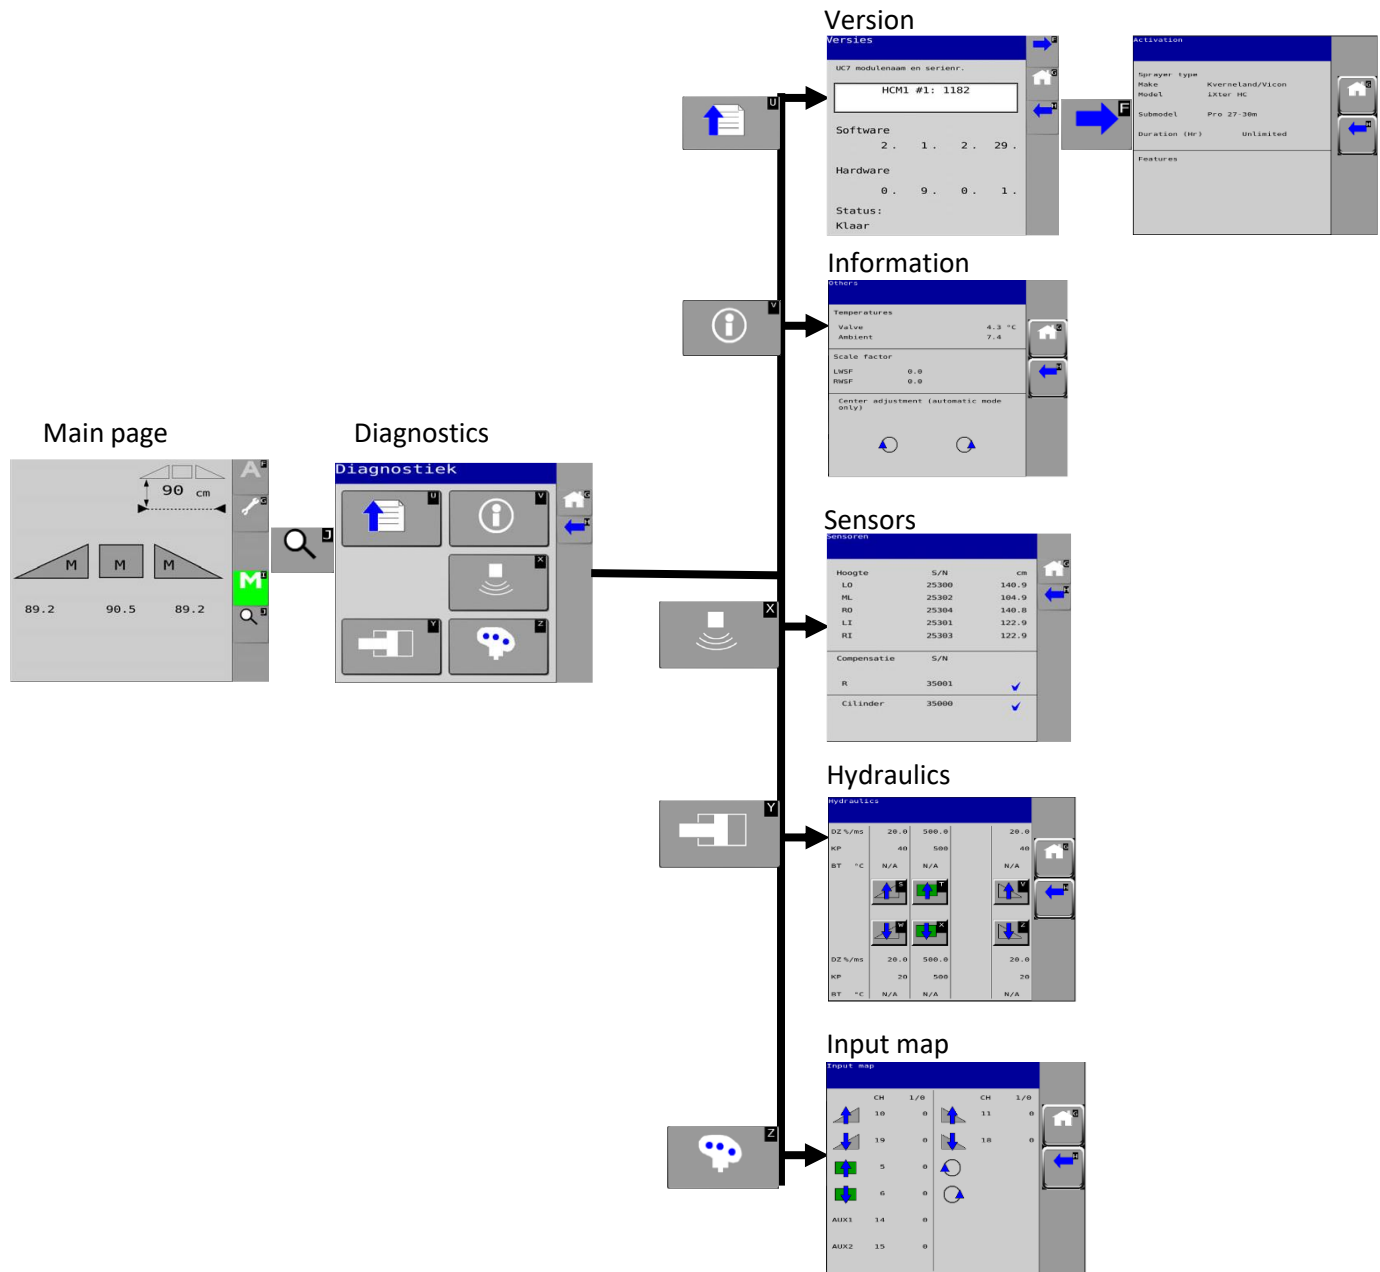 Version
Versies
F
UC7 modulenaam en serienr.
G
HCM1 #1: 1182
I
Software
2. 1. 2. 29.
Hardware
0. 9. 0. 1.
Status:
Klaar
U
F
Activation
Sprayer type
Make Kverneland/Vicon
Model iXter HC
Submodel Pro 27-30m
Duration (Hr) Unlimited
Features
G
I
Information
Others
V
Temperatures
Valve 4.3 °C
Ambient 7.4
Scale factor
LWSF 0.0
RWSF 0.0
Center adjustment (automatic mode
only)
G
I
Main page
90 cm
A F
G
M M M
M I
89.2 90.5 89.2
J
J
Diagnostics
Diagnostiek
U V
G
I
X
Y Z
Sensors
Sensoren
Hoogte S/N cm
LO 25300 140.9
ML 25302 104.9
RO 25304 140.8
LI 25301 122.9
RI 25303 122.9
Compensatie S/N
R 35001
Cilinder 35000
G
I
X
Hydraulics
Hydraulics
Y
DZ %/ms 20.0 500.0 20.0
KP 40 500 40
BT °C N/A N/A N/A
S T V
W X Z
DZ %/ms 20.0 500.0 20.0
KP 20 500 20
BT °C N/A N/A N/A
G
I
Input map
Input map
CH 1/0 CH 1/0
10 0 11 0
19 0 18 0
5 0
6 0
AUX1 14 0
AUX2 15 0
G
I
Z